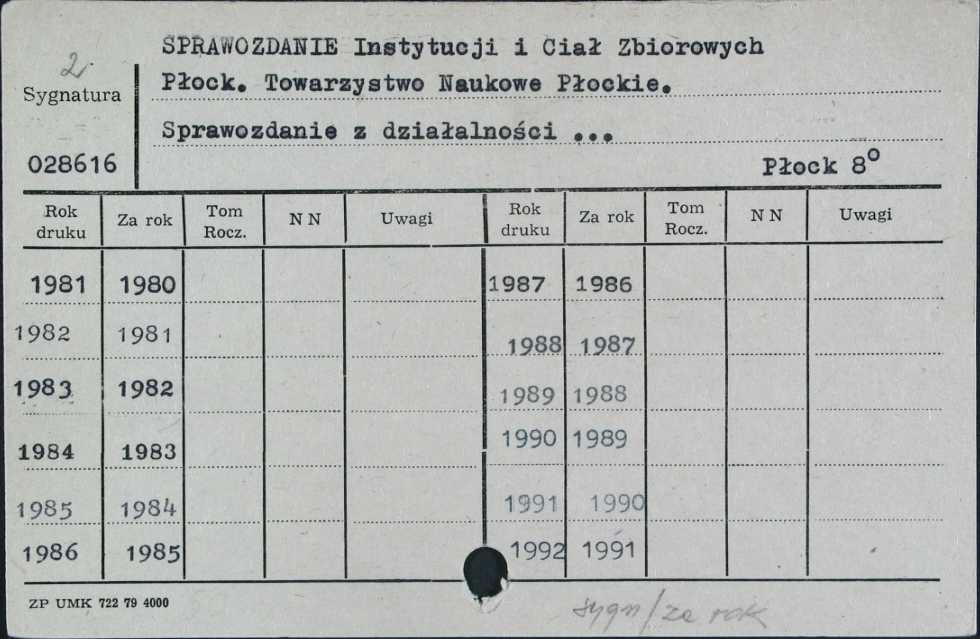 SPRAWOZDANIE Instytucji i Ciał Zbiorowych
2
Płock. Towarzystwo Naukowe Płockie.
Sygnatura
Sprawozdanie z działalności ...
028616
Płock 8º
Rok druku Za rok Tom Rocz. N N Uwagi Rok druku Za rok Tom Rocz. N N Uwagi
1981 1980 1987 1986
1982 1981 1988 1987
1983 1982 1989 1988
1984 1983 1990 1989
1985 1984 1991 1990
1986 1985 1992 1991
ZP UMK 722 79 4000
sygn/za rok